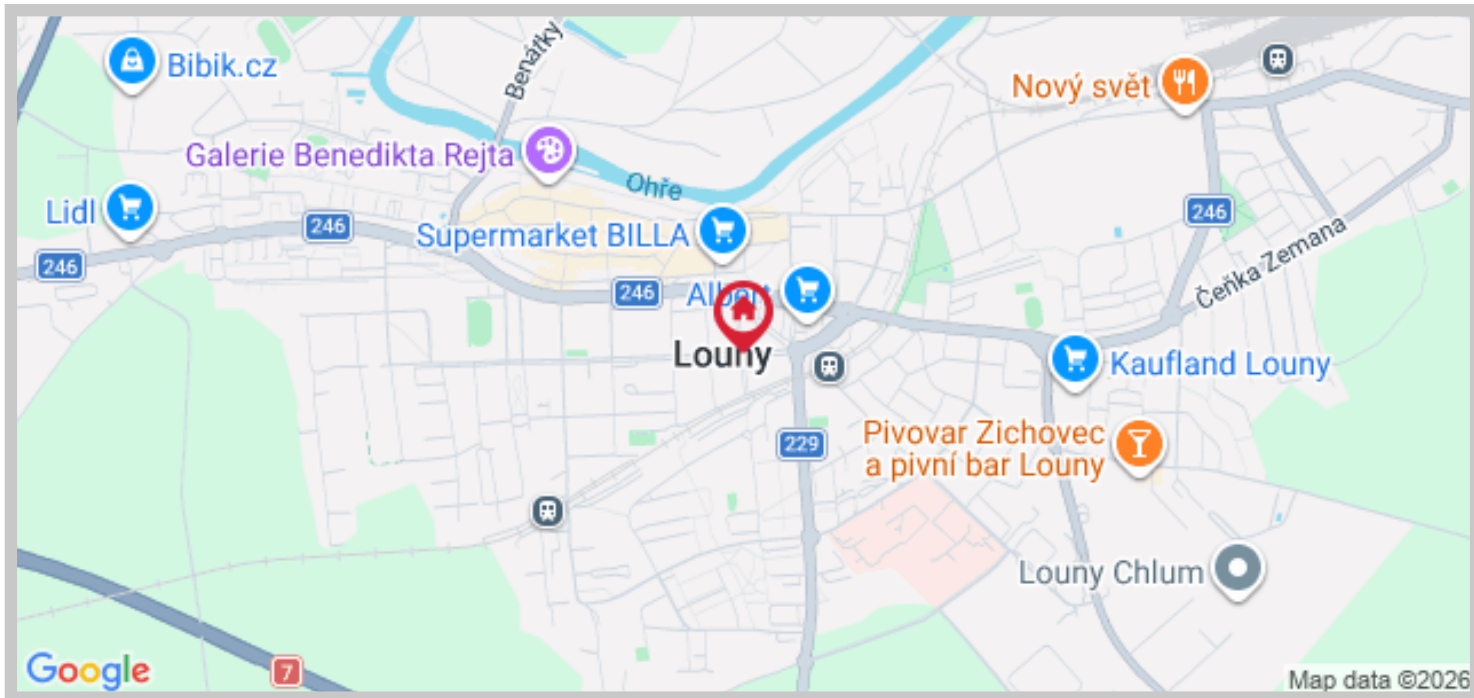 Bibik.cz
Benátky
Nový svět
Galerie Benedikta Rejta
Ohře
Lidl
246
246
Supermarket BILLA
246
Čeňka Zemana
246
Albert
Louny
Kaufland Louny
229
Pivovar Zichovec
a pivní bar Louny
Louny Chlum
Google
7
Map data ©2026